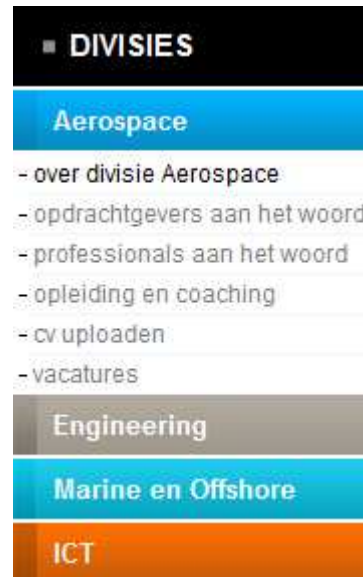 DIVISIES
Aerospace
- over divisie Aerospace
- opdrachtgevers aan het woord
- professionals aan het woord
- opleiding en coaching
- cv uploaden
- vacatures
Engineering
Marine en Offshore
ICT